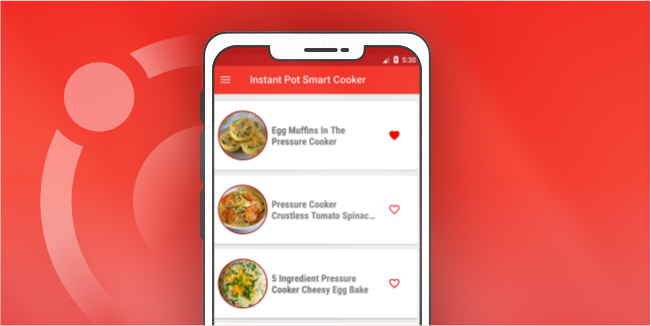 5:30
Instant Pot Smart Cooker
Egg Muffins In The
Pressure Cooker
Pressure Cooker
Crustless Tomato Spinac...
5 Ingredient Pressure
Cooker Cheesy Egg Bake